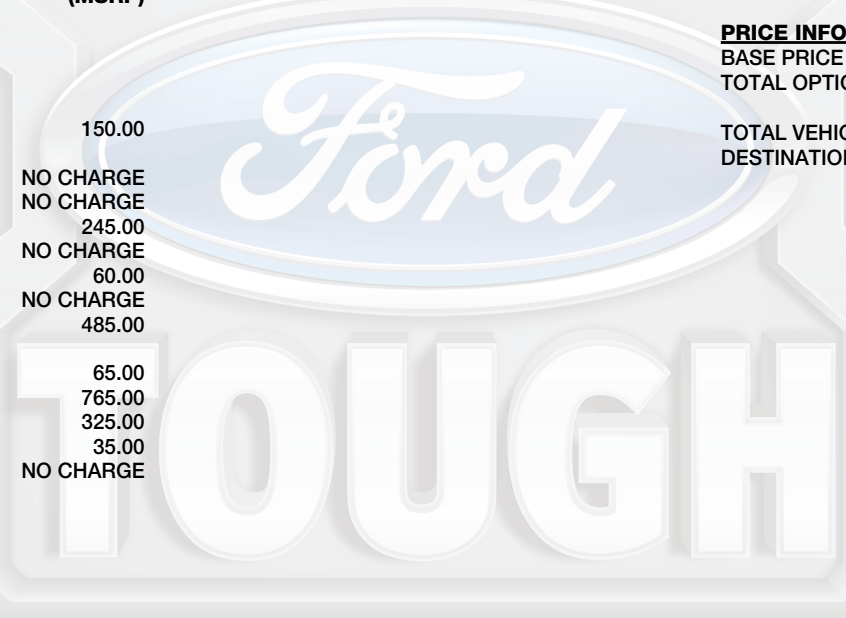 (MSRP)
150.00
NO CHARGE
NO CHARGE
245.00
NO CHARGE
60.00
NO CHARGE
485.00
65.00
765.00
325.00
35.00
NO CHARGE
PRICE INFO
BASE PRICE
TOTAL OPTIO
TOTAL VEHIC
DESTINATION
Ford
TOUGH